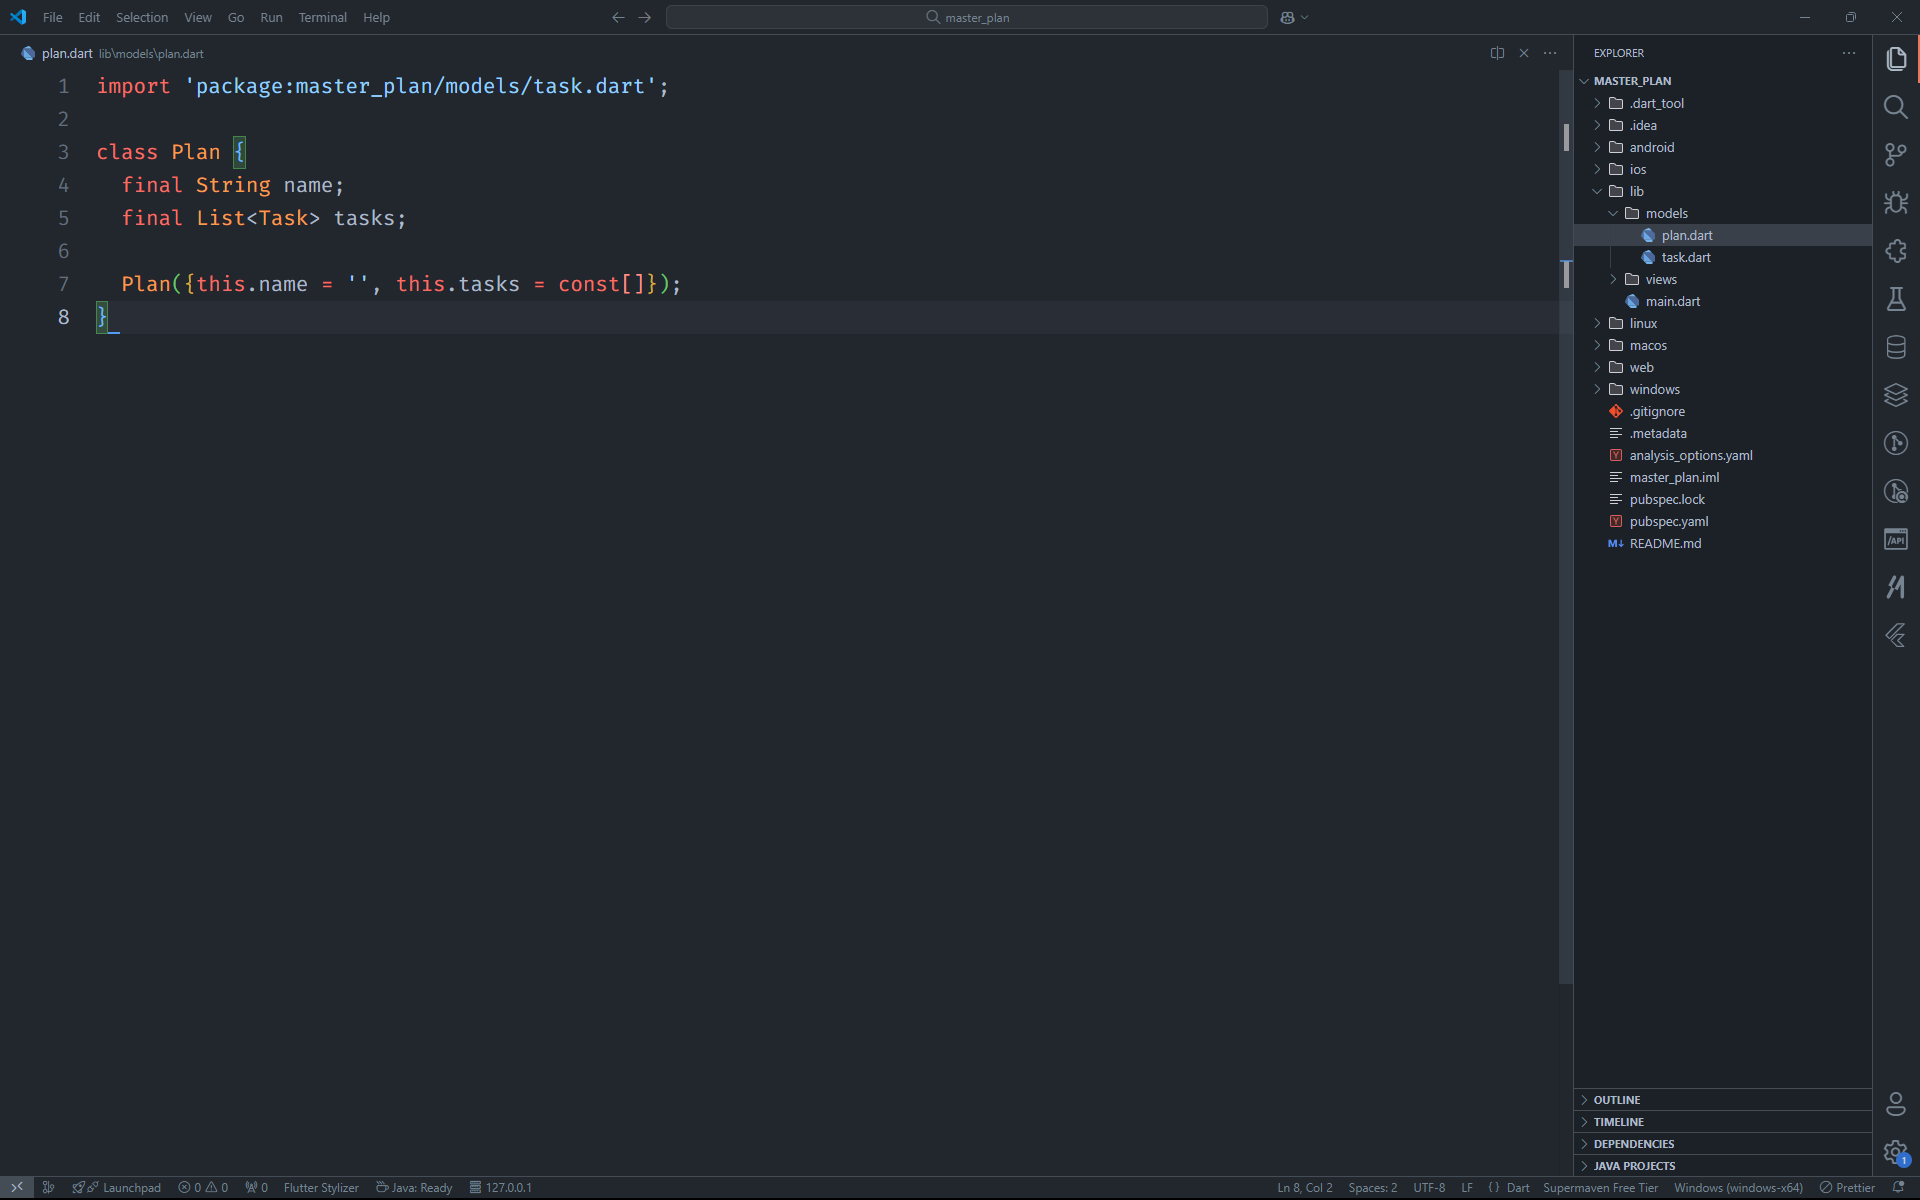 File Edit Selection View Go Run Terminal Help
master_plan
plan.dart lib\models\plan.dart
1 import 'package:master_plan/models/task.dart';
2
3 class Plan {
4 final String name;
5 final List<Task> tasks;
6
7 Plan({this.name = '', this.tasks = const[]});
8 }
EXPLORER
MASTER_PLAN
.dart_tool
.idea
android
ios
lib
models
plan.dart
task.dart
views
main.dart
linux
macos
web
windows
.gitignore
.metadata
analysis_options.yaml
master_plan.iml
pubspec.lock
pubspec.yaml
README.md
OUTLINE
TIMELINE
DEPENDENCIES
JAVA PROJECTS
/API
1
Launchpad 0 0 0 Flutter Stylizer Java: Ready 127.0.0.1 Ln 8, Col 2 Spaces: 2 UTF-8 LF {} Dart Supermaven Free Tier Windows (windows-x64) Prettier